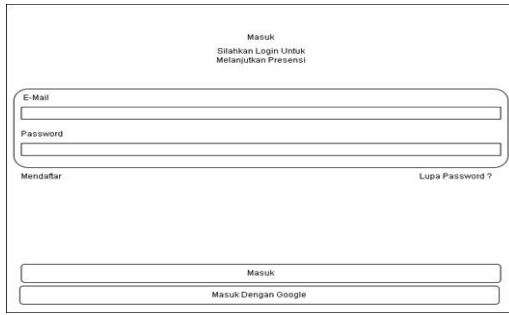 Masuk
Silahkan Login Untuk
Melanjutkan Presensi
E-Mail
Password
Mendaftar
Lupa Password ?
Masuk
Masuk Dengan Google